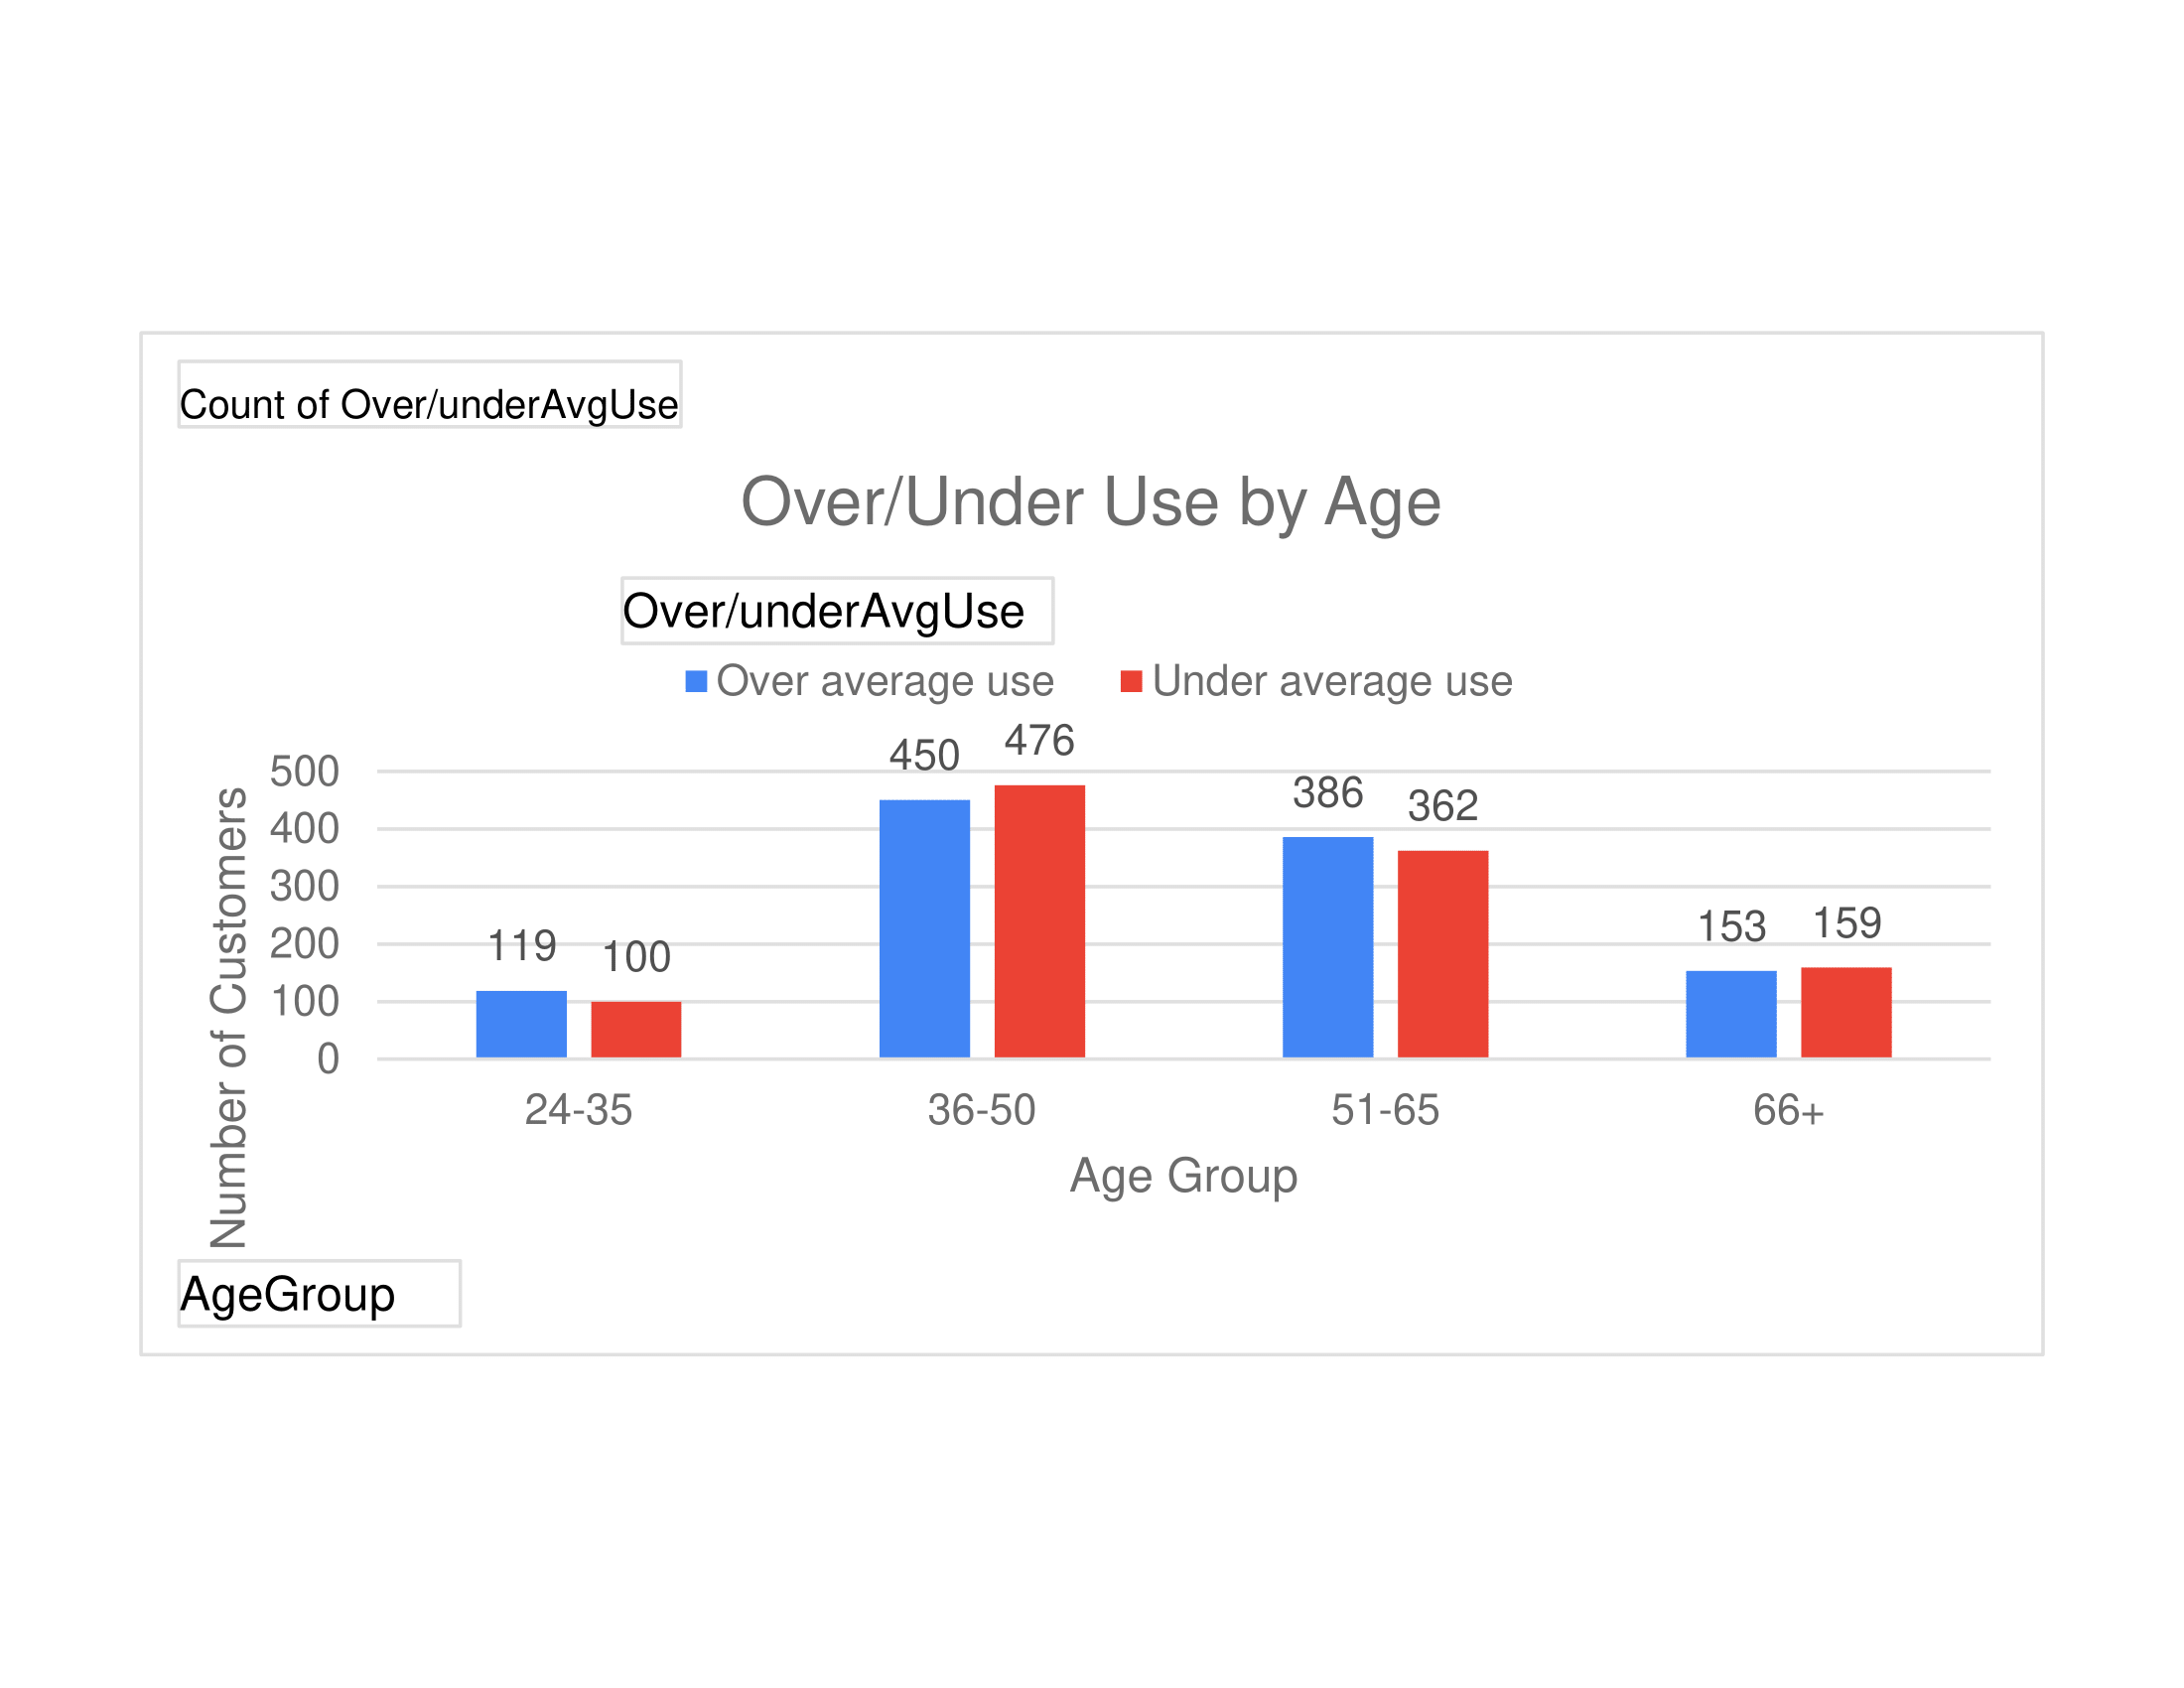 Count of Over/underAvgUse
Over/Under Use by Age
Over/underAvgUse
Over average use Under average use
Number of Customers
500
400
300
200
100
0
119 100 450 476 386 362 153 159
24-35 36-50 51-65 66+
Age Group
AgeGroup